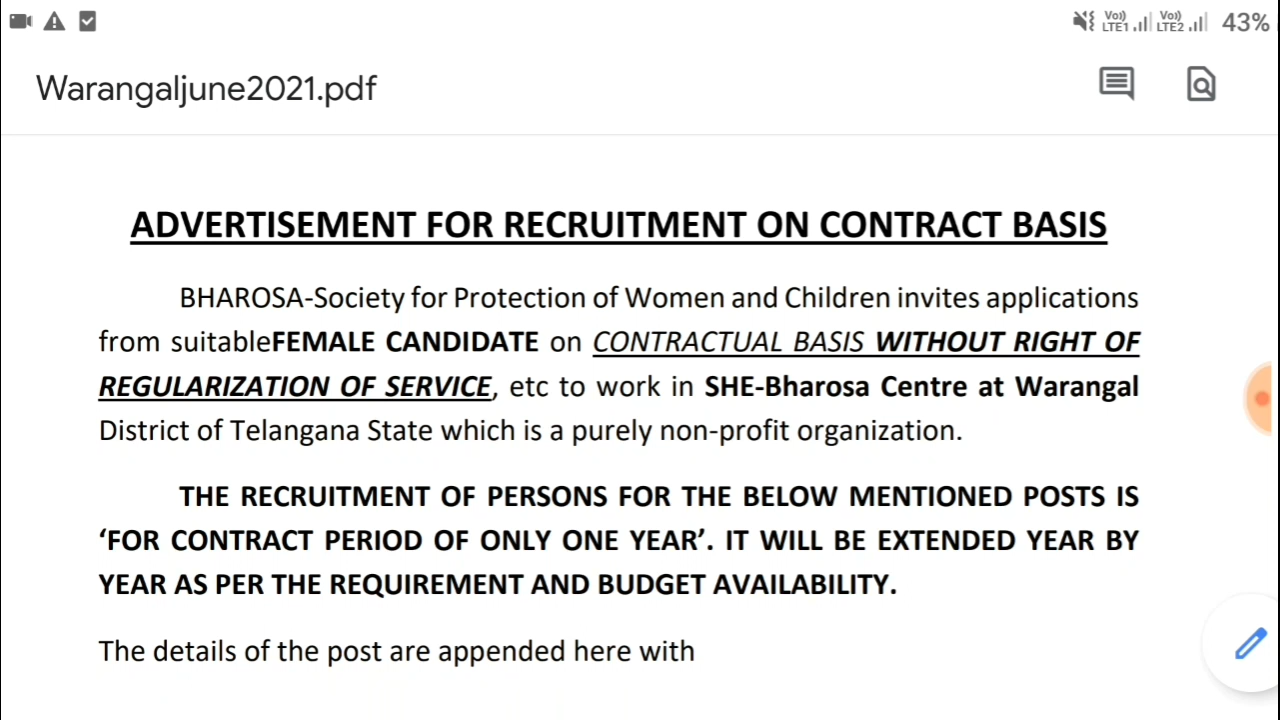 Vo)) Vo))
LTE1 LTE2 43%
Warangaljune2021.pdf
ADVERTISEMENT FOR RECRUITMENT ON CONTRACT BASIS
BHAROSA-Society for Protection of Women and Children invites applications
from suitableFEMALE CANDIDATE on CONTRACTUAL BASIS WITHOUT RIGHT OF
REGULARIZATION OF SERVICE, etc to work in SHE-Bharosa Centre at Warangal
District of Telangana State which is a purely non-profit organization.
THE RECRUITMENT OF PERSONS FOR THE BELOW MENTIONED POSTS IS
‘FOR CONTRACT PERIOD OF ONLY ONE YEAR’. IT WILL BE EXTENDED YEAR BY
YEAR AS PER THE REQUIREMENT AND BUDGET AVAILABILITY.
The details of the post are appended here with